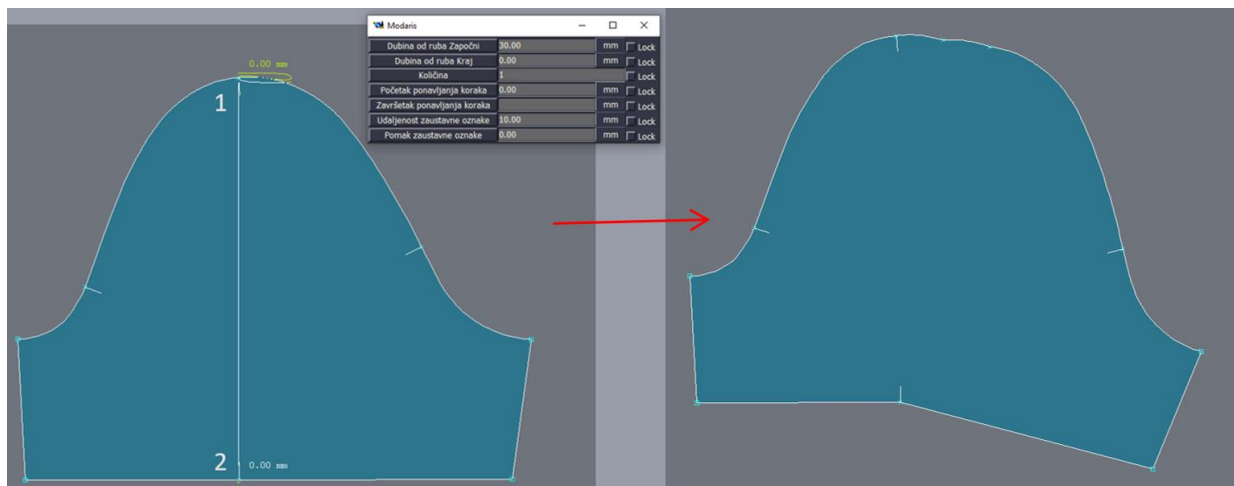 Modaris
Dubina od ruba Započni 30.00 mm Lock
Dubina od ruba Kraj 0.00 mm Lock
Količina 1 Lock
Početak ponavljanja koraka 0.00 mm Lock
Završetak ponavljanja koraka mm Lock
Udaljenost zaustavne oznake 10.00 mm Lock
Pomak zaustavne oznake 0.00 mm Lock
0.00 mm
1
2
0.00 mm